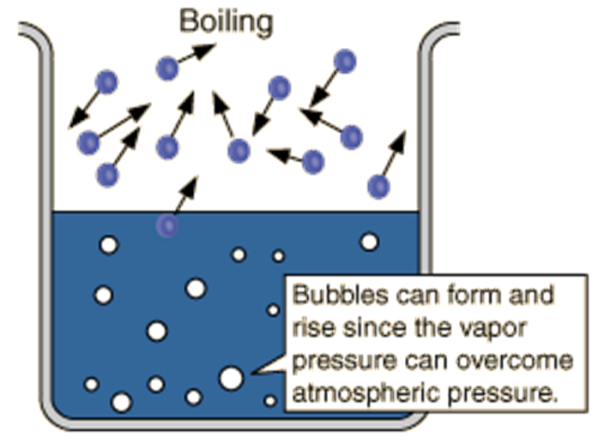 Boiling
Bubbles can form and
rise since the vapor
pressure can overcome
atmospheric pressure.